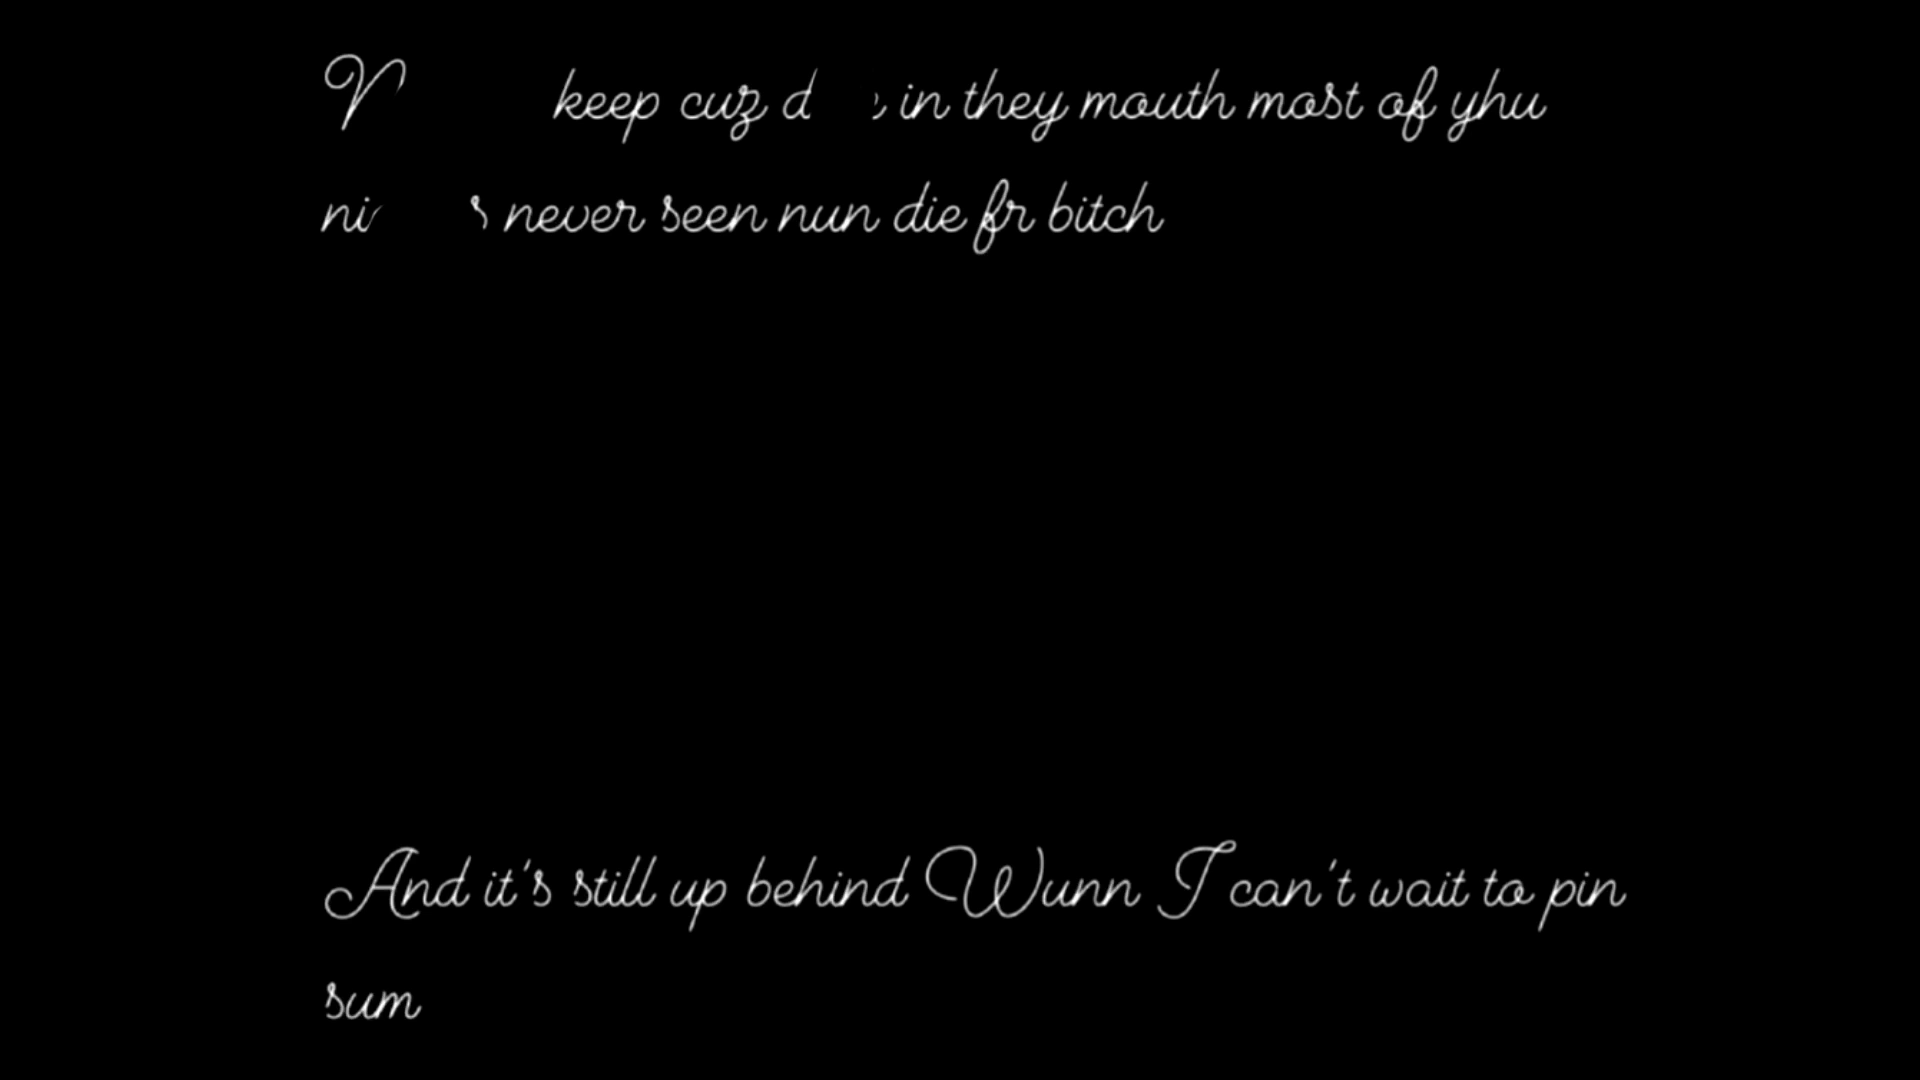 keep cuz in they mouth most of yhu
never seen nun die fr bitch
And it's still up behind Wunn I can't wait to pin
sum